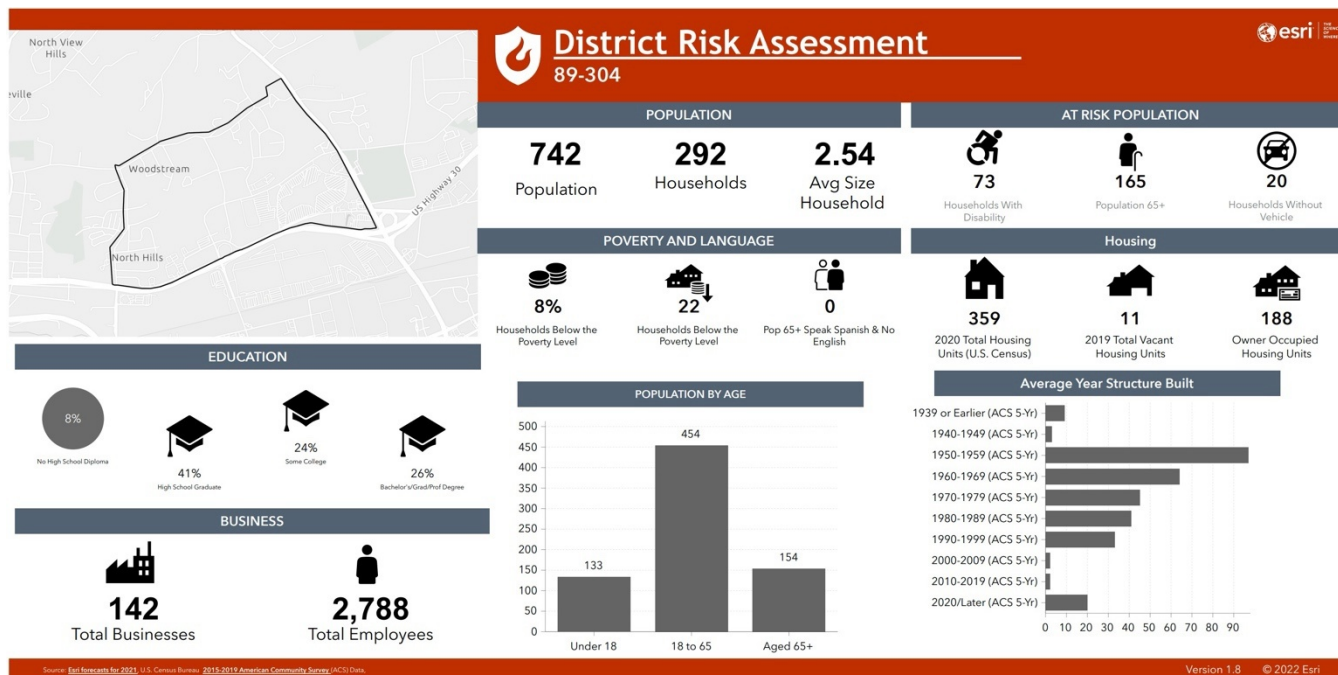 North View
Hills
eville
Woodstream
North Hills
US Highway 30
District Risk Assessment
89-304
esri
THE
SCIENCE
OF
WHERE
POPULATION
742
Population
292
Households
2.54
Avg Size
Household
AT RISK POPULATION
73
Households With
Disability
165
Population 65+
20
Households Without
Vehicle
POVERTY AND LANGUAGE
8%
Households Below the
Poverty Level
22
Households Below the
Poverty Level
0
Pop 65+ Speak Spanish & No
English
Housing
359
2020 Total Housing
Units (U.S. Census)
11
2019 Total Vacant
Housing Units
188
Owner Occupied
Housing Units
EDUCATION
8%
No High School Diploma
41%
High School Graduate
24%
Some College
26%
Bachelor's/Grad/Prof Degree
BUSINESS
142
Total Businesses
2,788
Total Employees
POPULATION BY AGE
500
450
400
350
300
250
200
150
100
50
0
133
454
154
Under 18
18 to 65
Aged 65+
Average Year Structure Built
1939 or Earlier (ACS 5-Yr)
1940-1949 (ACS 5-Yr)
1950-1959 (ACS 5-Yr)
1960-1969 (ACS 5-Yr)
1970-1979 (ACS 5-Yr)
1980-1989 (ACS 5-Yr)
1990-1999 (ACS 5-Yr)
2000-2009 (ACS 5-Yr)
2010-2019 (ACS 5-Yr)
2020/Later (ACS 5-Yr)
0 10 20 30 40 50 60 70 80 90
Source: Esri forecasts for 2021, U.S. Census Bureau 2015-2019 American Community Survey (ACS) Data,
Version 1.8 © 2022 Esri